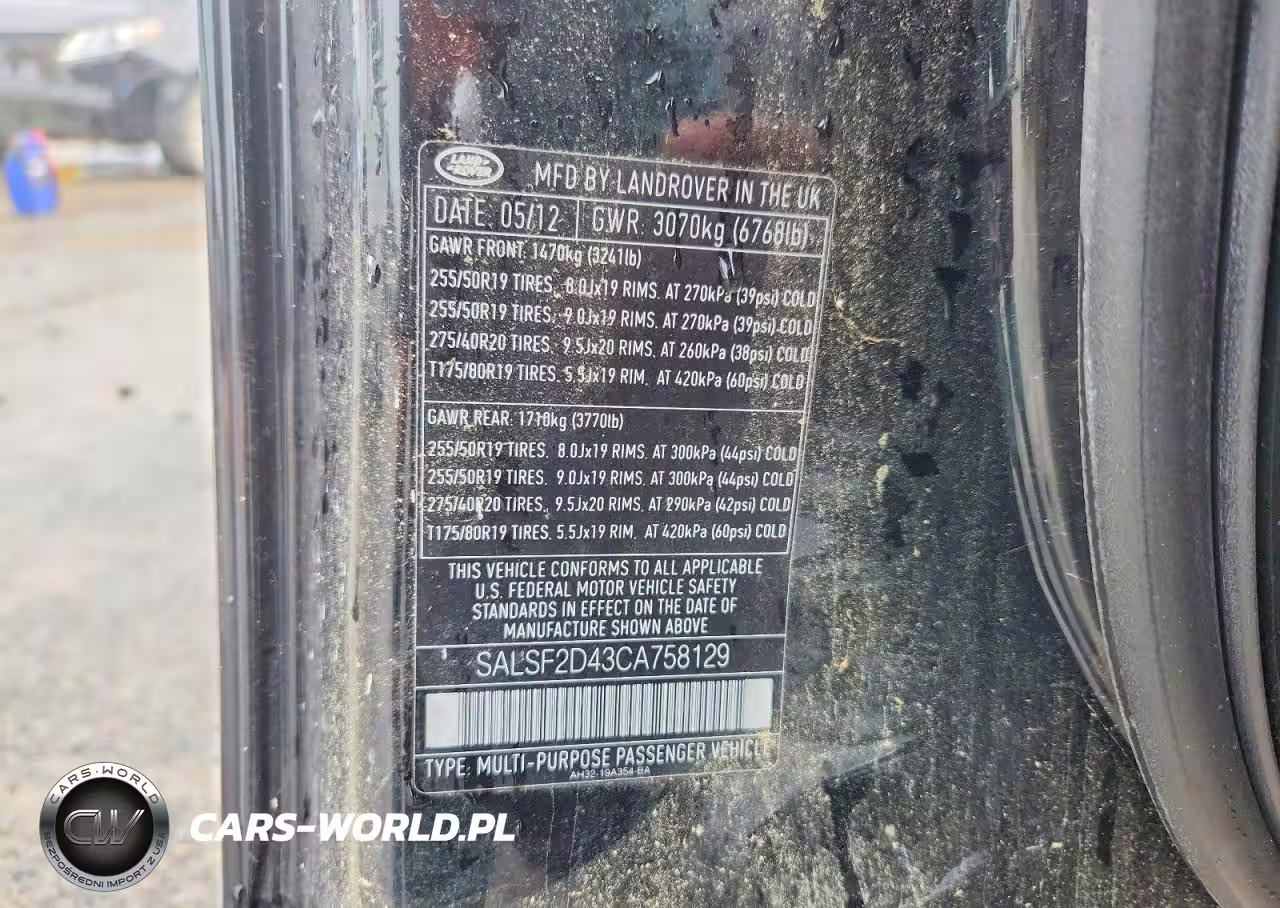 LAND
ROVER
MFD BY LANDROVER IN THE UK
DATE: 05/12 GWR: 3070kg (6768lb)
GAWR FRONT: 1470kg (3241lb)
255/50R19 TIRES, 8.0Jx19 RIMS, AT 270kPa (39psi) COLD
255/50R19 TIRES, 9.0Jx19 RIMS, AT 270kPa (39psi) COLD
275/40R20 TIRES, 9.5Jx20 RIMS, AT 260kPa (38psi) COLD
T175/80R19 TIRES, 5.5Jx19 RIM, AT 420kPa (60psi) COLD
GAWR REAR: 1710kg (3770lb)
255/50R19 TIRES, 8.0Jx19 RIMS, AT 300kPa (44psi) COLD
255/50R19 TIRES, 9.0Jx19 RIMS, AT 300kPa (44psi) COLD
275/40R20 TIRES, 9.5Jx20 RIMS, AT 290kPa (42psi) COLD
T175/80R19 TIRES, 5.5Jx19 RIM, AT 420kPa (60psi) COLD
THIS VEHICLE CONFORMS TO ALL APPLICABLE
U.S. FEDERAL MOTOR VEHICLE SAFETY
STANDARDS IN EFFECT ON THE DATE OF
MANUFACTURE SHOWN ABOVE
SALSF2D43CA758129
TYPE: MULTI-PURPOSE PASSENGER VEHICLE
AH32-19A354-BA
CARS-WORLD
CW
BEZPOŚREDNI IMPORT Z USA
CARS-WORLD.PL